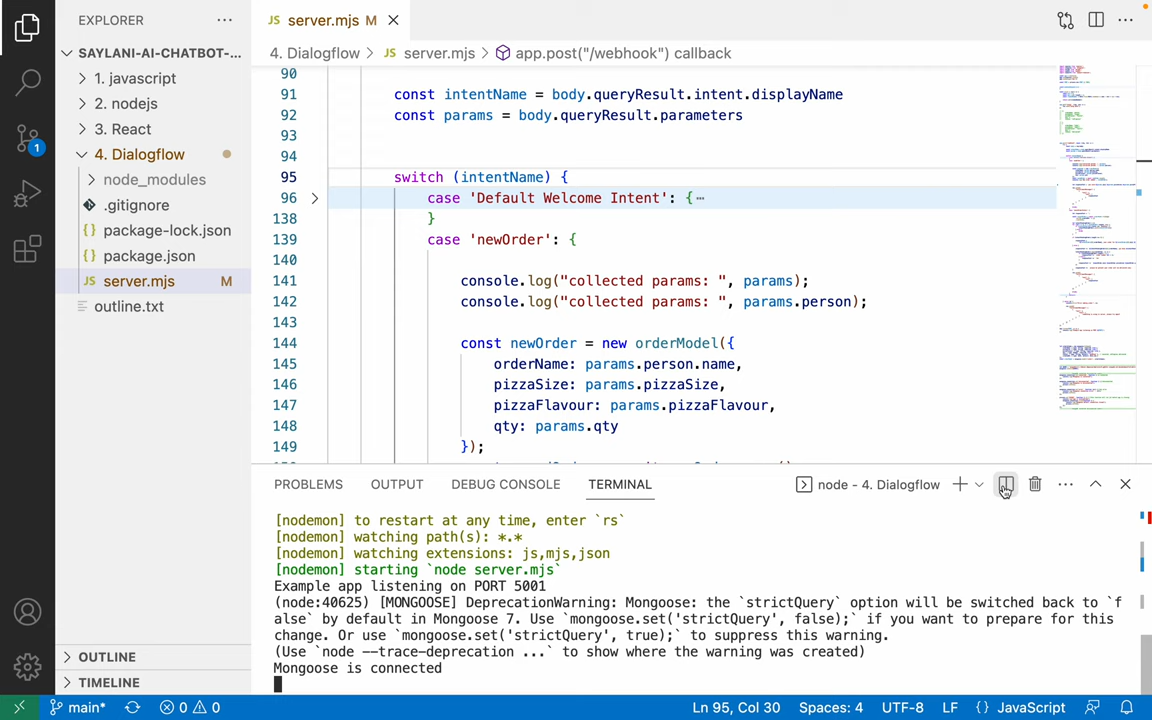 EXPLORER
SAYLANI-AI-CHATBOT-...
1. javascript
2. nodejs
3. React
4. Dialogflow
node_modules
.gitignore
{} package-lock.json
{} package.json
JS server.mjs M
outline.txt
OUTLINE
TIMELINE
1
JS server.mjs M
4. Dialogflow > JS server.mjs > app.post("/webhook") callback
90
91 const intentName = body.queryResult.intent.displayName
92 const params = body.queryResult.parameters
93
94
95 switch (intentName) {
96 case 'Default Welcome Intent': {
138 }
139 case 'newOrder': {
140
141 console.log("collected params: ", params);
142 console.log("collected params: ", params.person);
143
144 const newOrder = new orderModel({
145 orderName: params.person.name,
146 pizzaSize: params.pizzaSize,
147 pizzaFlavour: params.pizzaFlavour,
148 qty: params.qty
149 });
PROBLEMS OUTPUT DEBUG CONSOLE TERMINAL node - 4. Dialogflow
[nodemon] to restart at any time, enter `rs`
[nodemon] watching path(s): *.*
[nodemon] watching extensions: js,mjs,json
[nodemon] starting `node server.mjs`
Example app listening on PORT 5001
(node:40625) [MONGOOSE] DeprecationWarning: Mongoose: the `strictQuery` option will be switched back to `f
alse` by default in Mongoose 7. Use `mongoose.set('strictQuery', false);` if you want to prepare for this
change. Or use `mongoose.set('strictQuery', true);` to suppress this warning.
(Use `node --trace-deprecation ...` to show where the warning was created)
Mongoose is connected
main* 0 0 Ln 95, Col 30 Spaces: 4 UTF-8 LF {} JavaScript